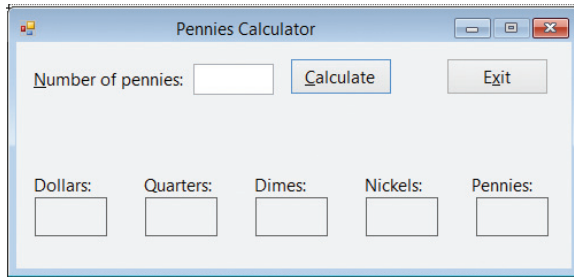 Pennies Calculator
Number of pennies: Calculate Exit
Dollars: Quarters: Dimes: Nickels: Pennies: